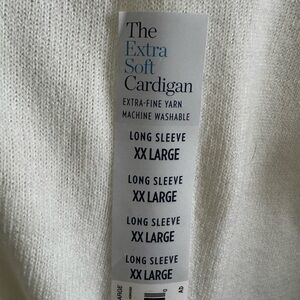 The
Extra
Soft
Cardigan
EXTRA-FINE YARN
MACHINE WASHABLE
LONG SLEEVE
XX LARGE
LONG SLEEVE
XX LARGE
LONG SLEEVE
XX LARGE
LONG SLEEVE
XX LARGE